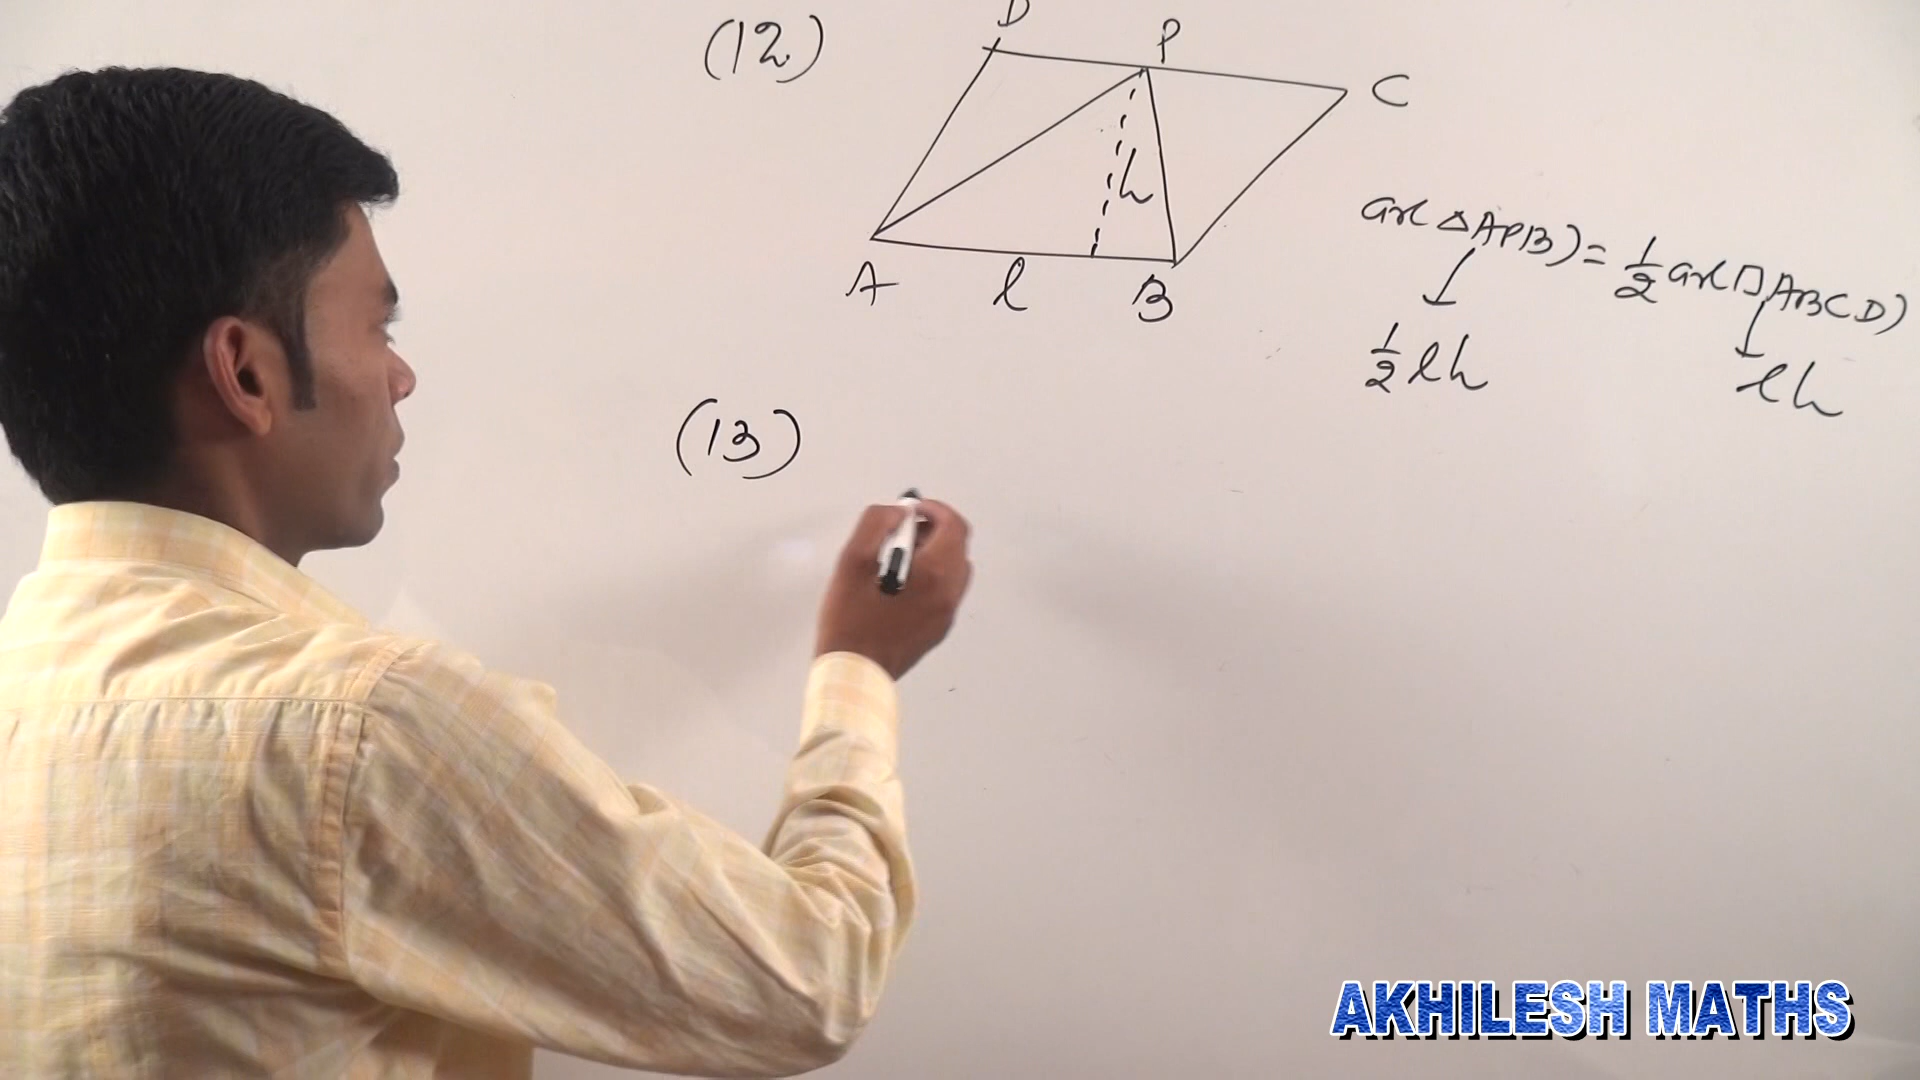 (12)
D
P
C
h
A l B
ar(△APB) = 1/2 ar(▱ABCD)
1/2 lh
lh
(13)
AKHILESH MATHS